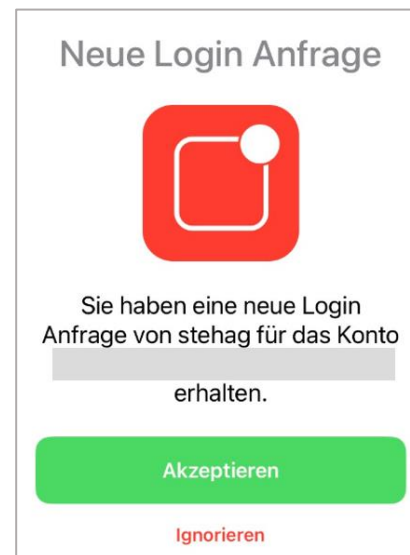 Neue Login Anfrage
Sie haben eine neue Login
Anfrage von stehag für das Konto
erhalten.
Akzeptieren
Ignorieren